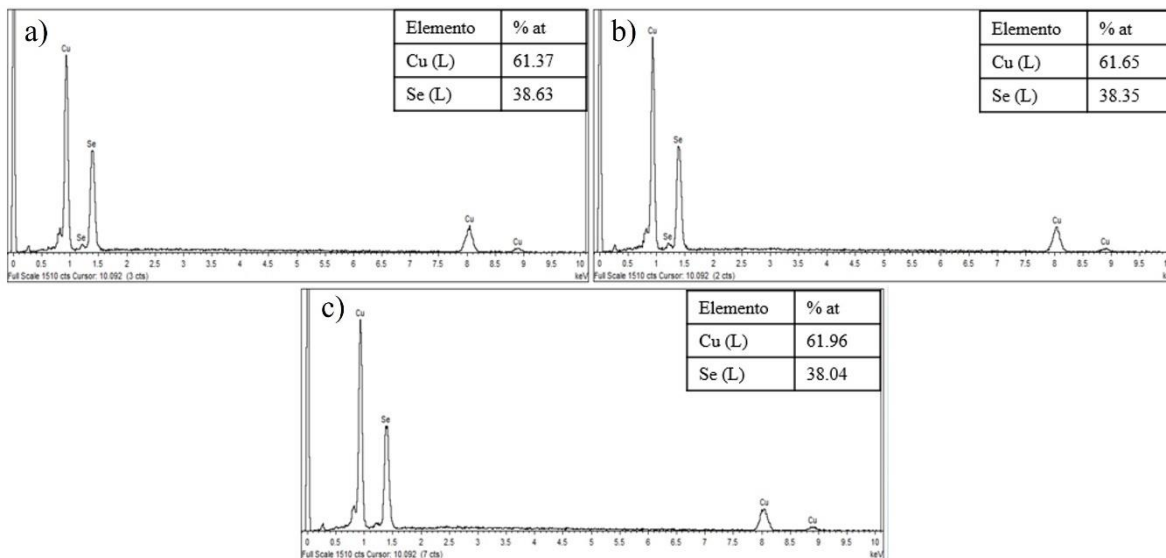 a)
Elemento % at
Cu (L) 61.37
Se (L) 38.63
Cu
Se
Se
Cu
Cu
0 0.5 1 1.5 2 2.5 3 3.5 4 4.5 5 5.5 6 6.5 7 7.5 8 8.5 9 9.5 10
Full Scale 1510 cts Cursor: 10.092 (3 cts) keV
b)
Elemento % at
Cu (L) 61.65
Se (L) 38.35
Cu
Se
Se
Cu
Cu
0 0.5 1 1.5 2 2.5 3 3.5 4 4.5 5 5.5 6 6.5 7 7.5 8 8.5 9 9.5
Full Scale 1510 cts Cursor: 10.092 (2 cts)
c)
Elemento % at
Cu (L) 61.96
Se (L) 38.04
Cu
Se
Cu
Cu
0 0.5 1 1.5 2 2.5 3 3.5 4 4.5 5 5.5 6 6.5 7 7.5 8 8.5 9 9.5 10
Full Scale 1510 cts Cursor: 10.092 (7 cts) keV